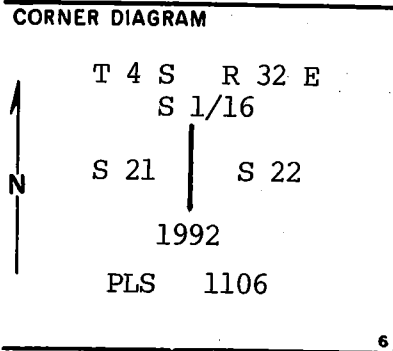 CORNER DIAGRAM
T 4 S R 32 E
S 1/16
S 21 S 22
N
1992
PLS 1106
6